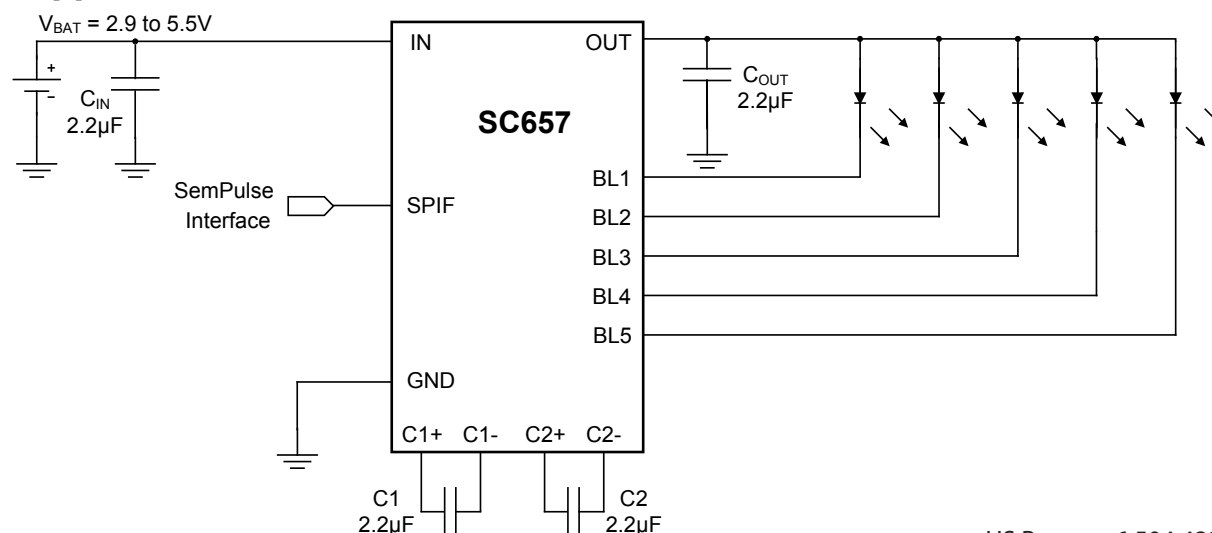 V_BAT = 2.9 to 5.5V
IN
OUT
+
−
C_IN
2.2µF
C_OUT
2.2µF
SC657
BL1
SemPulse
Interface
SPIF
BL2
BL3
BL4
BL5
GND
C1+ C1- C2+ C2-
C1
2.2µF
C2
2.2µF